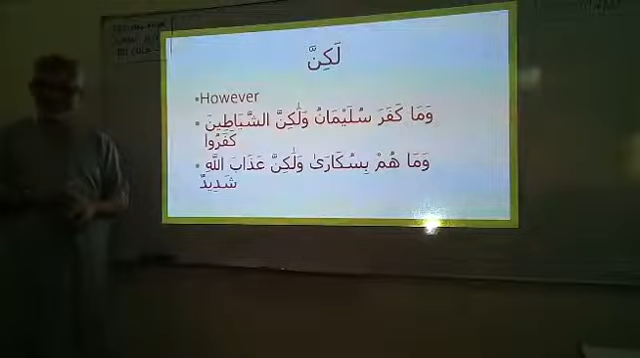 لَكِنَّ
•However
• وَمَا كَفَرَ سُلَيْمَانُ وَلَٰكِنَّ الشَّيَاطِينَ
كَفَرُوا
• وَمَا هُمْ بِسُكَارَىٰ وَلَٰكِنَّ عَذَابَ اللَّهِ
شَدِيدٌ